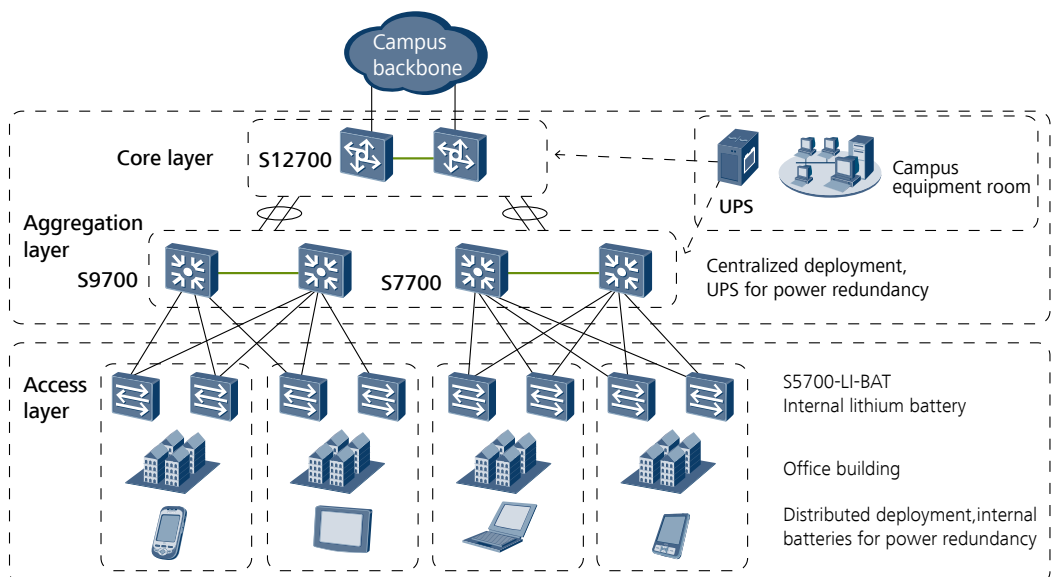 Campus
backbone
Core layer
S12700
UPS
Campus
equipment room
Aggregation
layer
S9700
S7700
Centralized deployment,
UPS for power redundancy
Access
layer
S5700-LI-BAT
Internal lithium battery
Office building
Distributed deployment,internal
batteries for power redundancy